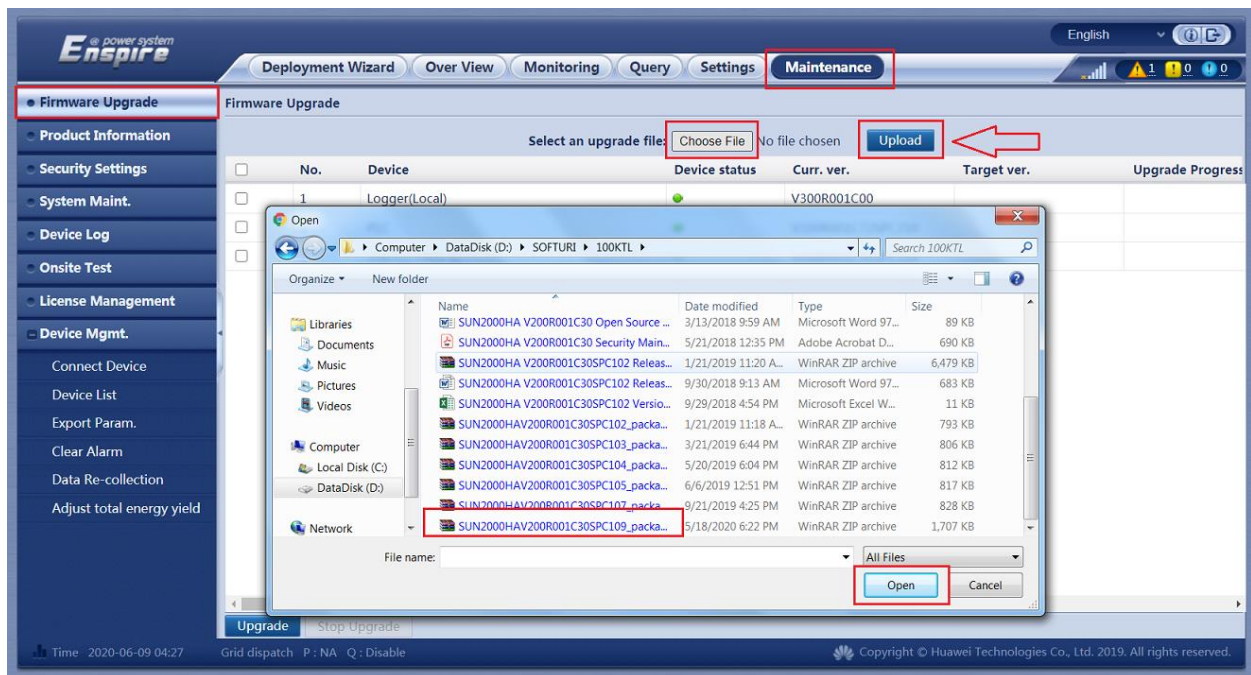 Enspire @ power system
English
Deployment Wizard Over View Monitoring Query Settings Maintenance
1 0 0
Firmware Upgrade
Product Information
Security Settings
System Maint.
Device Log
Onsite Test
License Management
Device Mgmt.
Connect Device
Device List
Export Param.
Clear Alarm
Data Re-collection
Adjust total energy yield
Firmware Upgrade
Select an upgrade file: Choose File No file chosen Upload
No. Device Device status Curr. ver. Target ver. Upgrade Progress
1 Logger(Local) V300R001C00
Open
Computer DataDisk (D:) SOFTURI 100KTL Search 100KTL
Organize New folder
Libraries
Documents
Music
Pictures
Videos
Computer
Local Disk (C:)
DataDisk (D:)
Network
Name Date modified Type Size
SUN2000HA V200R001C30 Open Source ... 3/13/2018 9:59 AM Microsoft Word 97... 89 KB
SUN2000HA V200R001C30 Security Main... 5/21/2018 12:35 PM Adobe Acrobat D... 690 KB
SUN2000HA V200R001C30SPC102 Releas... 1/21/2019 11:20 A... WinRAR ZIP archive 6,479 KB
SUN2000HA V200R001C30SPC102 Releas... 9/30/2018 9:13 AM Microsoft Word 97... 683 KB
SUN2000HA V200R001C30SPC102 Versio... 9/29/2018 4:54 PM Microsoft Excel W... 11 KB
SUN2000HAV200R001C30SPC102_packa... 1/21/2019 11:18 A... WinRAR ZIP archive 793 KB
SUN2000HAV200R001C30SPC103_packa... 3/21/2019 6:44 PM WinRAR ZIP archive 806 KB
SUN2000HAV200R001C30SPC104_packa... 5/20/2019 6:04 PM WinRAR ZIP archive 812 KB
SUN2000HAV200R001C30SPC105_packa... 6/6/2019 12:51 PM WinRAR ZIP archive 817 KB
SUN2000HAV200R001C30SPC107_packa... 9/21/2019 4:25 PM WinRAR ZIP archive 828 KB
SUN2000HAV200R001C30SPC109_packa... 5/18/2020 6:22 PM WinRAR ZIP archive 1,707 KB
File name: All Files
Open Cancel
Upgrade Stop Upgrade
Time 2020-06-09 04:27 Grid dispatch P : NA Q : Disable Copyright © Huawei Technologies Co., Ltd. 2019. All rights reserved.